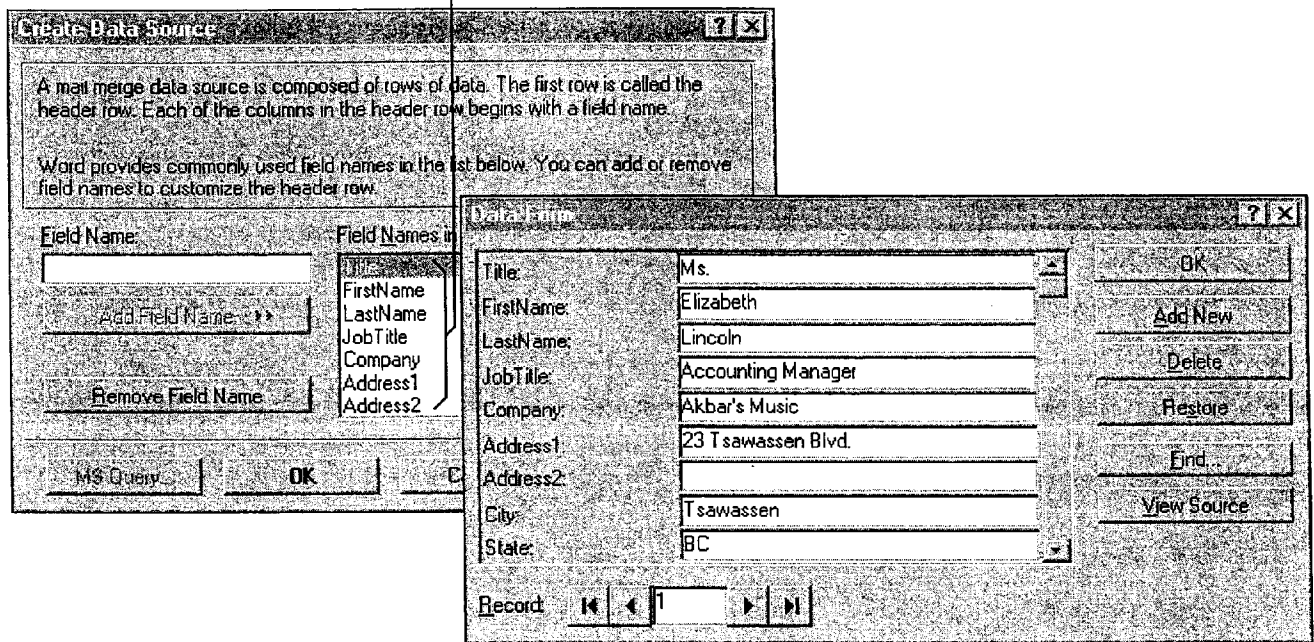 Create Data Source
A mail merge data source is composed of rows of data. The first row is called the
header row. Each of the columns in the header row begins with a field name.
Word provides commonly used field names in the list below. You can add or remove
field names to customize the header row.
Field Name:
Field Names in
Add Field Name
Remove Field Name
Title
FirstName
LastName
JobTitle
Company
Address1
Address2
MS Query...
OK
C
Data Form
Title: Ms.
FirstName: Elizabeth
LastName: Lincoln
JobTitle: Accounting Manager
Company: Akbar's Music
Address1: 23 Tsawassen Blvd.
Address2:
City: Tsawassen
State: BC
OK
Add New
Delete
Restore
Find...
View Source
Record: 1